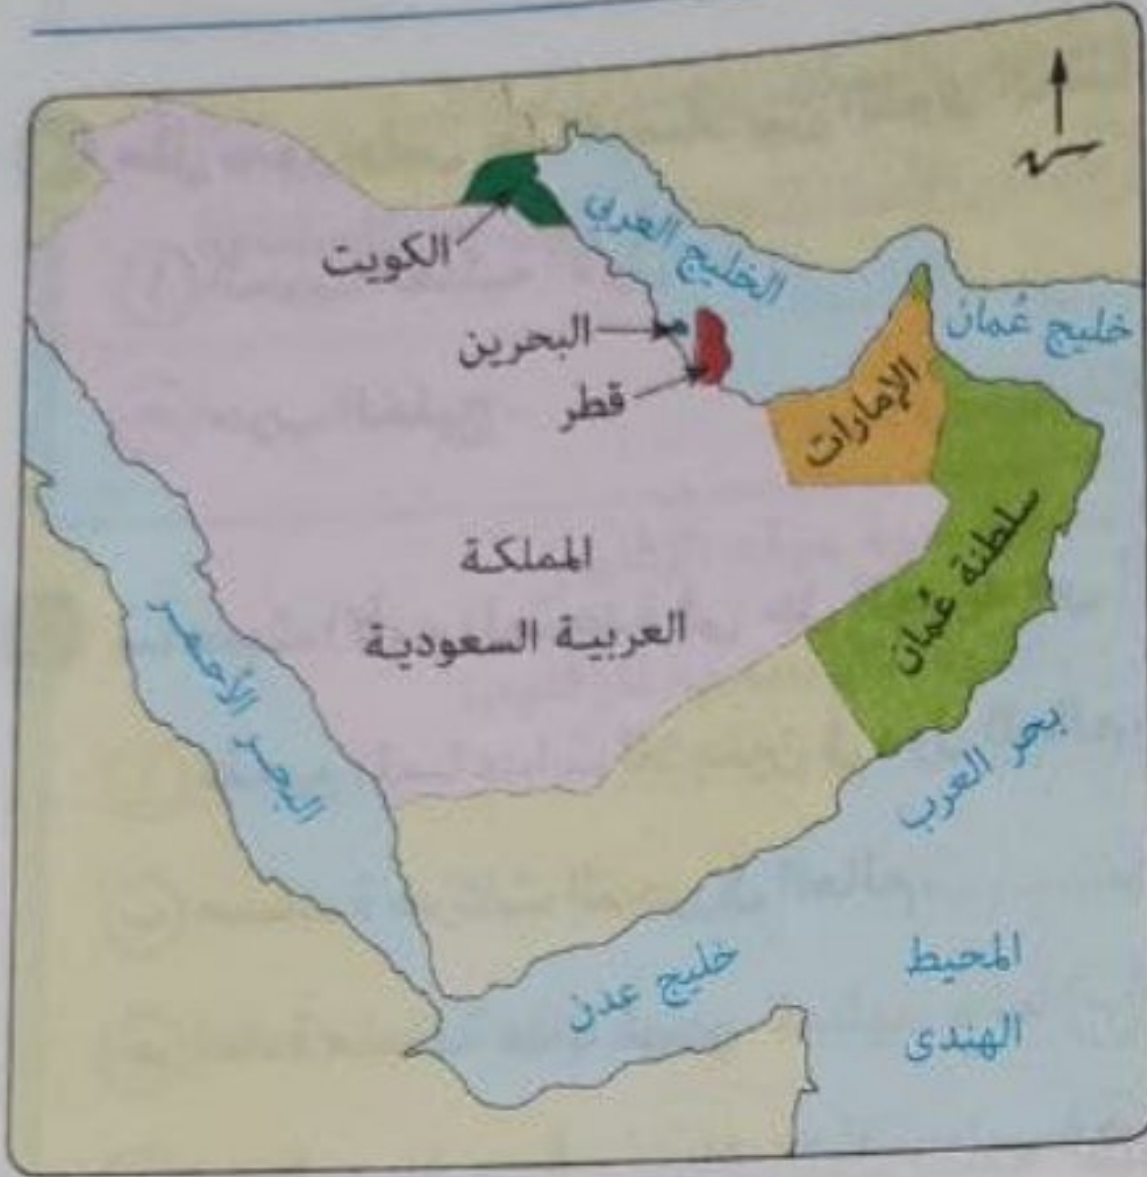 الكويت
الخليج العربي
خليج عُمان
البحرين
قطر
الإمارات
المملكة
العربية السعودية
سلطنة عُمان
البحر الأحمر
بحر العرب
خليج عدن
المحيط
الهندى